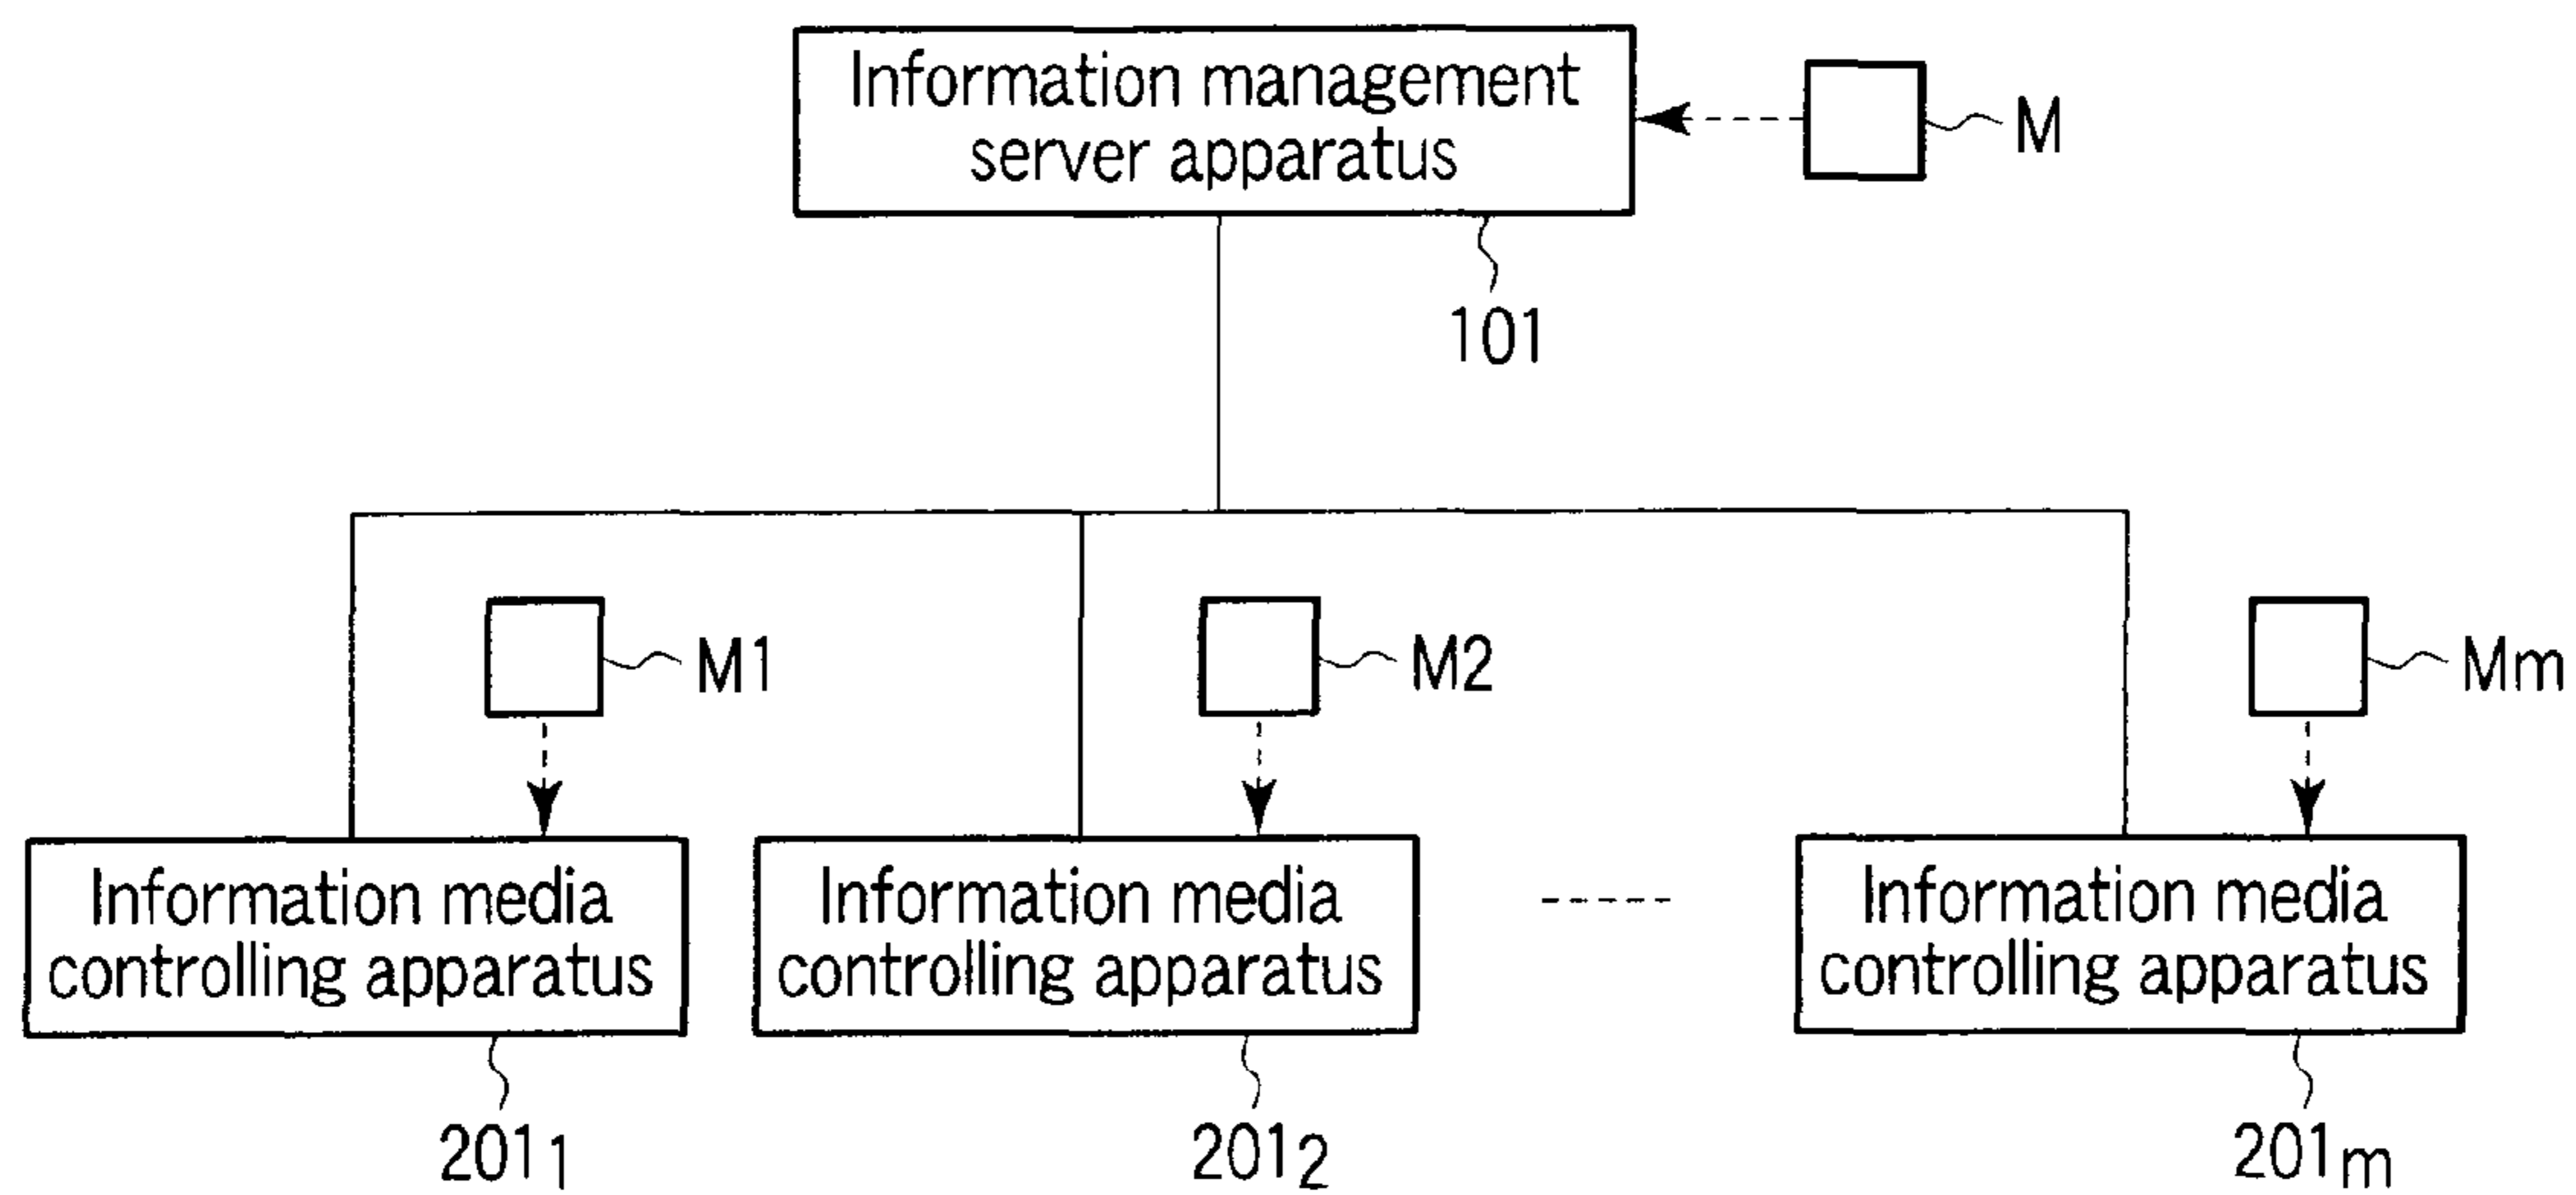 Information management
server apparatus
M
101
M1
M2
Mm
Information media
controlling apparatus
Information media
controlling apparatus
Information media
controlling apparatus
201₁
201₂
201ₘ